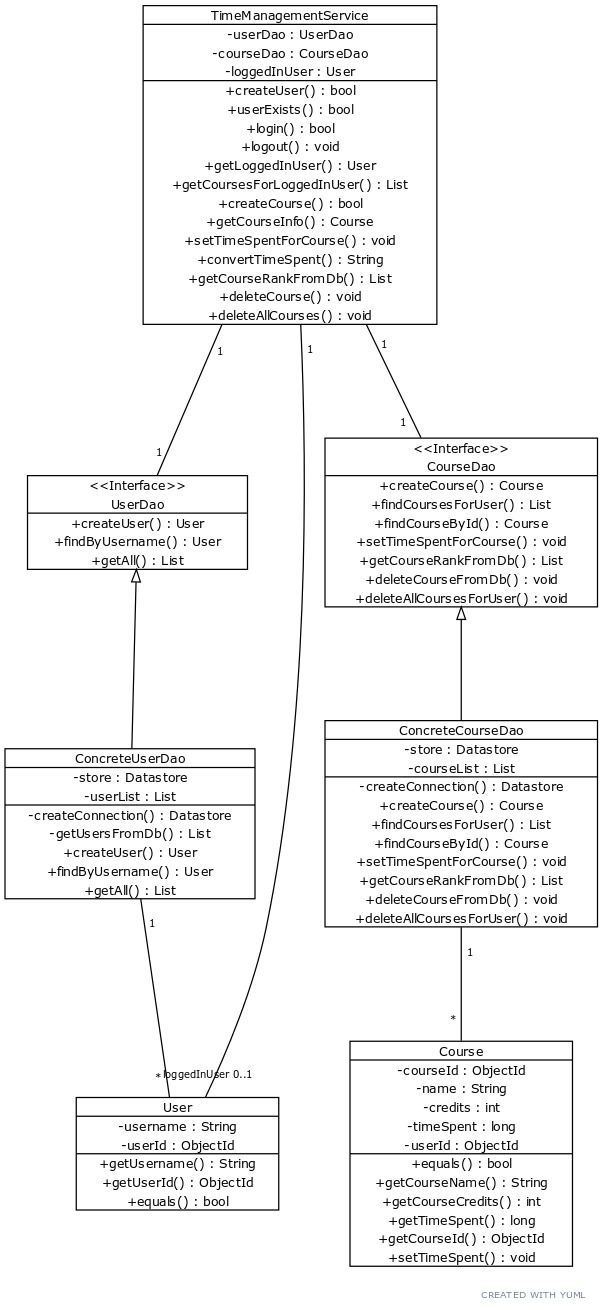 TimeManagementService
-userDao : UserDao
-courseDao : CourseDao
-loggedInUser : User
+createUser() : bool
+userExists() : bool
+login() : bool
+logout() : void
+getLoggedInUser() : User
+getCoursesForLoggedInUser() : List
+createCourse() : bool
+getCourseInfo() : Course
+setTimeSpentForCourse() : void
+convertTimeSpent() : String
+getCourseRankFromDb() : List
+deleteCourse() : void
+deleteAllCourses() : void
1
1
1
1
1
<<Interface>>
UserDao
+createUser() : User
+findByUsername() : User
+getAll() : List
<<Interface>>
CourseDao
+createCourse() : Course
+findCoursesForUser() : List
+findCourseById() : Course
+setTimeSpentForCourse() : void
+getCourseRankFromDb() : List
+deleteCourseFromDb() : void
+deleteAllCoursesForUser() : void
ConcreteUserDao
-store : Datastore
-userList : List
-createConnection() : Datastore
-getUsersFromDb() : List
+createUser() : User
+findByUsername() : User
+getAll() : List
ConcreteCourseDao
-store : Datastore
-courseList : List
-createConnection() : Datastore
+createCourse() : Course
+findCoursesForUser() : List
+findCourseById() : Course
+setTimeSpentForCourse() : void
+getCourseRankFromDb() : List
+deleteCourseFromDb() : void
+deleteAllCoursesForUser() : void
1
1
*
* loggedInUser 0..1
User
-username : String
-userId : ObjectId
+getUsername() : String
+getUserId() : ObjectId
+equals() : bool
Course
-courseId : ObjectId
-name : String
-credits : int
-timeSpent : long
-userId : ObjectId
+equals() : bool
+getCourseName() : String
+getCourseCredits() : int
+getTimeSpent() : long
+getCourseId() : ObjectId
+setTimeSpent() : void
CREATED WITH YUML